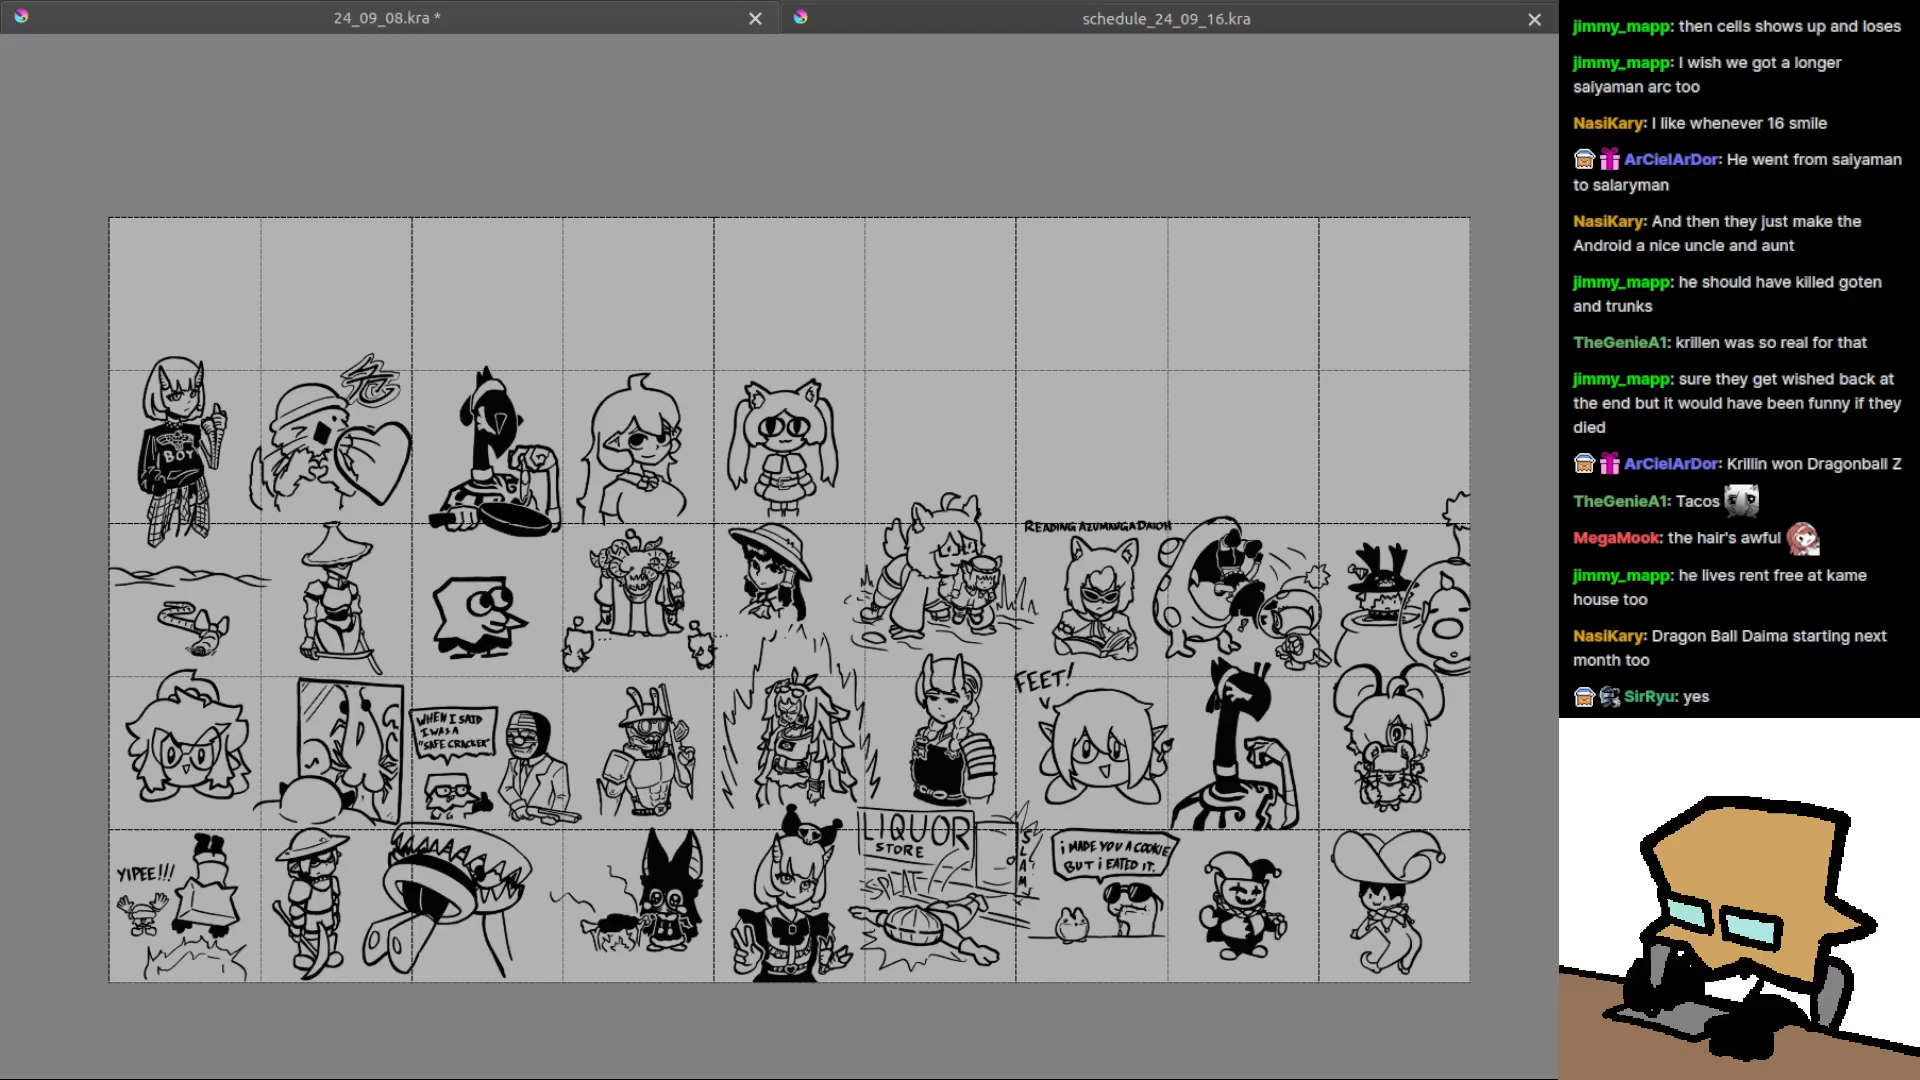 24_09_08.kra *
schedule_24_09_16.kra
jimmy_mapp: then cells shows up and loses
jimmy_mapp: I wish we got a longer
saiyaman arc too
NasiKary: I like whenever 16 smile
ArCielArDor: He went from saiyaman
to salaryman
NasiKary: And then they just make the
Android a nice uncle and aunt
jimmy_mapp: he should have killed goten
and trunks
TheGenieA1: krillen was so real for that
jimmy_mapp: sure they get wished back at
the end but it would have been funny if they
died
ArCielArDor: Krillin won Dragonball Z
TheGenieA1: Tacos
MegaMook: the hair's awful
jimmy_mapp: he lives rent free at kame
house too
NasiKary: Dragon Ball Daima starting next
month too
SirRyu: yes
BOY
READING AZUMANGA DAIOH
WHEN I SAID
I WAS A
"SAFE CRACKER"
FEET!
YIPEE!!!
LIQUOR
STORE
SPLAT
SLAM
i MADE YOU A COOKIE
BUT i EATED IT.